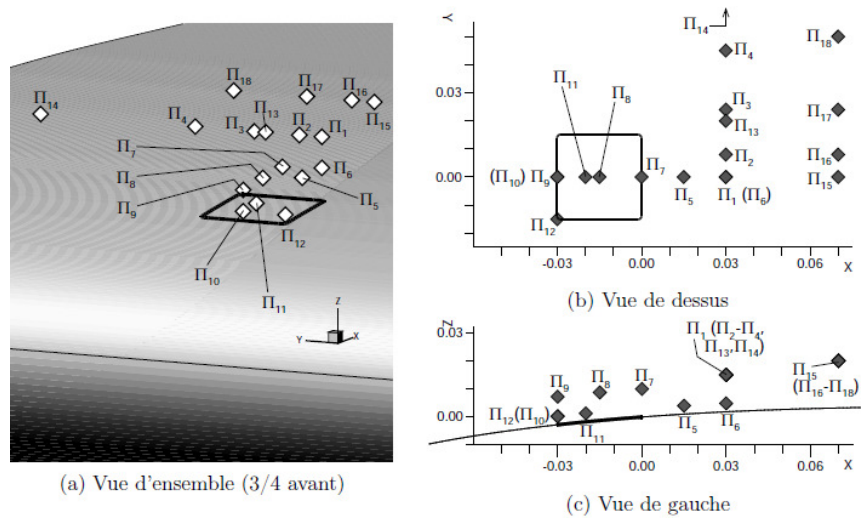 Π14
Π18
Π17
Π16
Π15
Π4
Π3
Π13
Π2
Π1
Π7
Π8
Π9
Π6
Π5
Π12
Π10
Π11
Z
Y
X
(a) Vue d'ensemble (3/4 avant)
Y
Π14
Π18
Π4
Π11
Π8
0.03
Π3
Π17
Π13
Π2
Π16
0.00
(Π10) Π9
Π7
Π5
Π1 (Π6)
Π15
Π12
-0.03
0.00
0.03
0.06
X
(b) Vue de dessus
Z
0.03
Π1 (Π2-Π4,
Π13,Π14)
Π9
Π8
Π7
Π15
(Π16-Π18)
0.00
Π12(Π10)
Π11
Π5
Π6
-0.03
0.00
0.03
0.06
X
(c) Vue de gauche